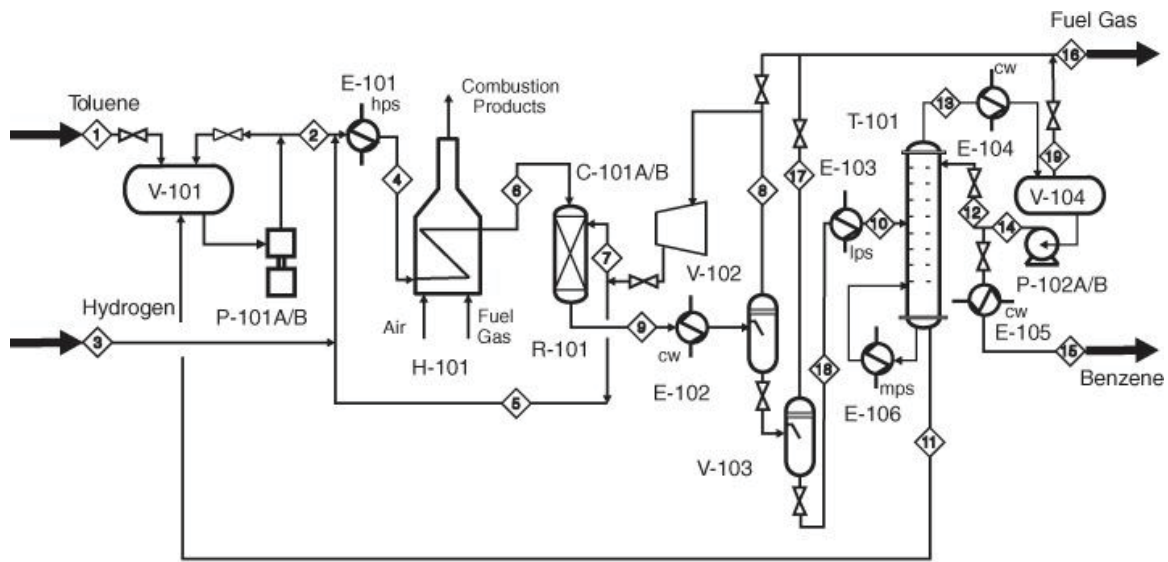 Fuel Gas
16
E-101
hps
Combustion
Products
cw
13
T-101
Toluene
1
2
C-101A/B
E-103
E-104
17
19
V-101
4
6
8
V-104
10
12
14
lps
7
V-102
P-102A/B
Hydrogen
P-101A/B
Air
Fuel
Gas
R-101
9
cw
E-105
cw
3
H-101
18
15
E-102
mps
Benzene
5
E-106
11
V-103